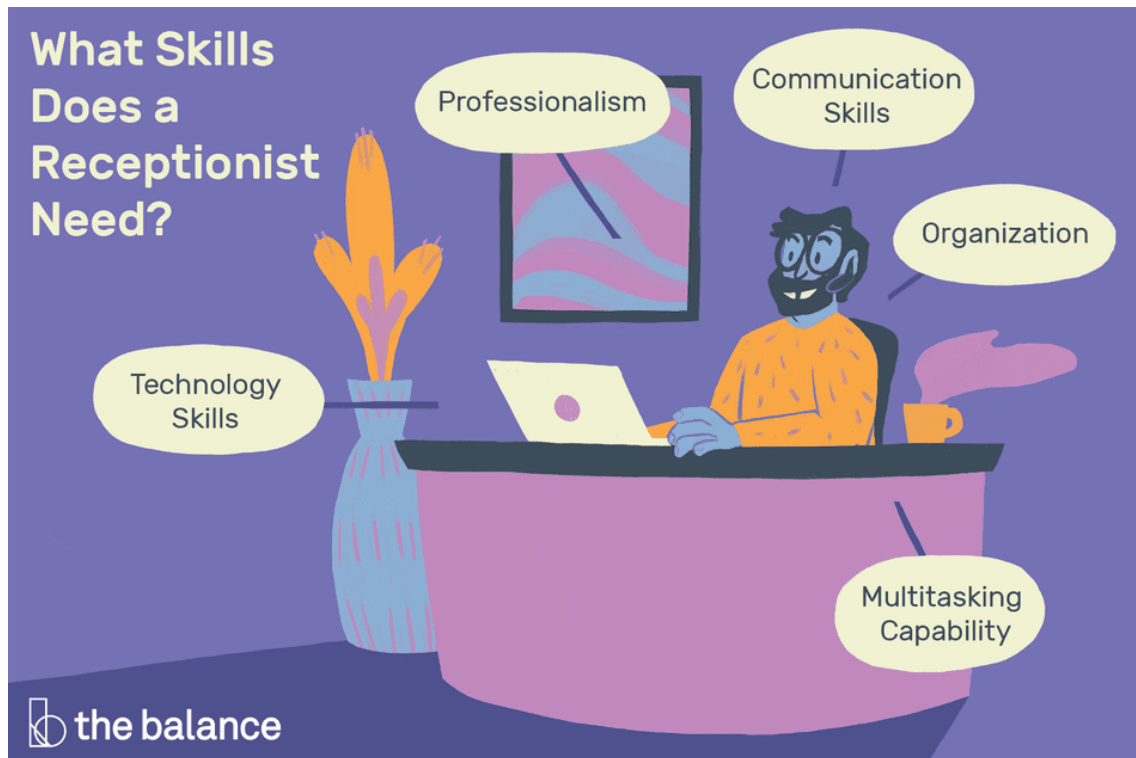 What Skills
Does a
Receptionist
Need?
Professionalism
Communication
Skills
Organization
Technology
Skills
Multitasking
Capability
the balance